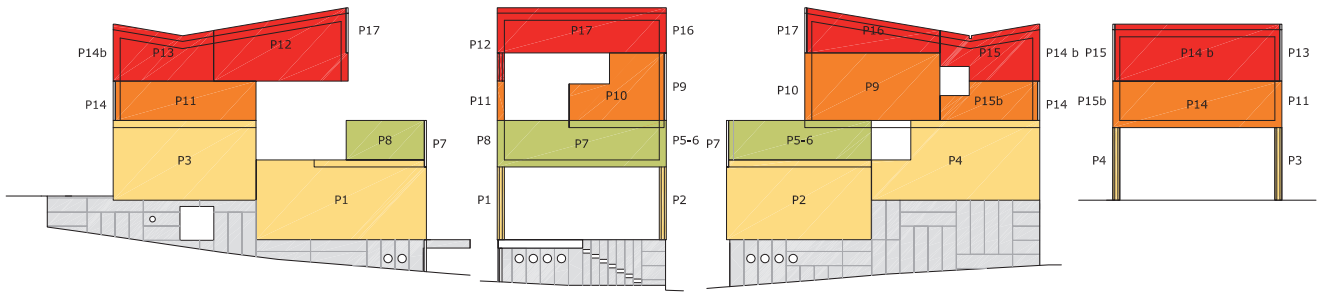 P14b P13 P12 P17
P14 P11
P3 P8 P7
P1
P12 P17 P16
P11 P10 P9
P8 P7 P5-6
P1 P2
P17 P16 P15 P14 b
P10 P9 P15b P14
P7 P5-6 P4
P2
P15 P14 b P13
P15b P14 P11
P4 P3